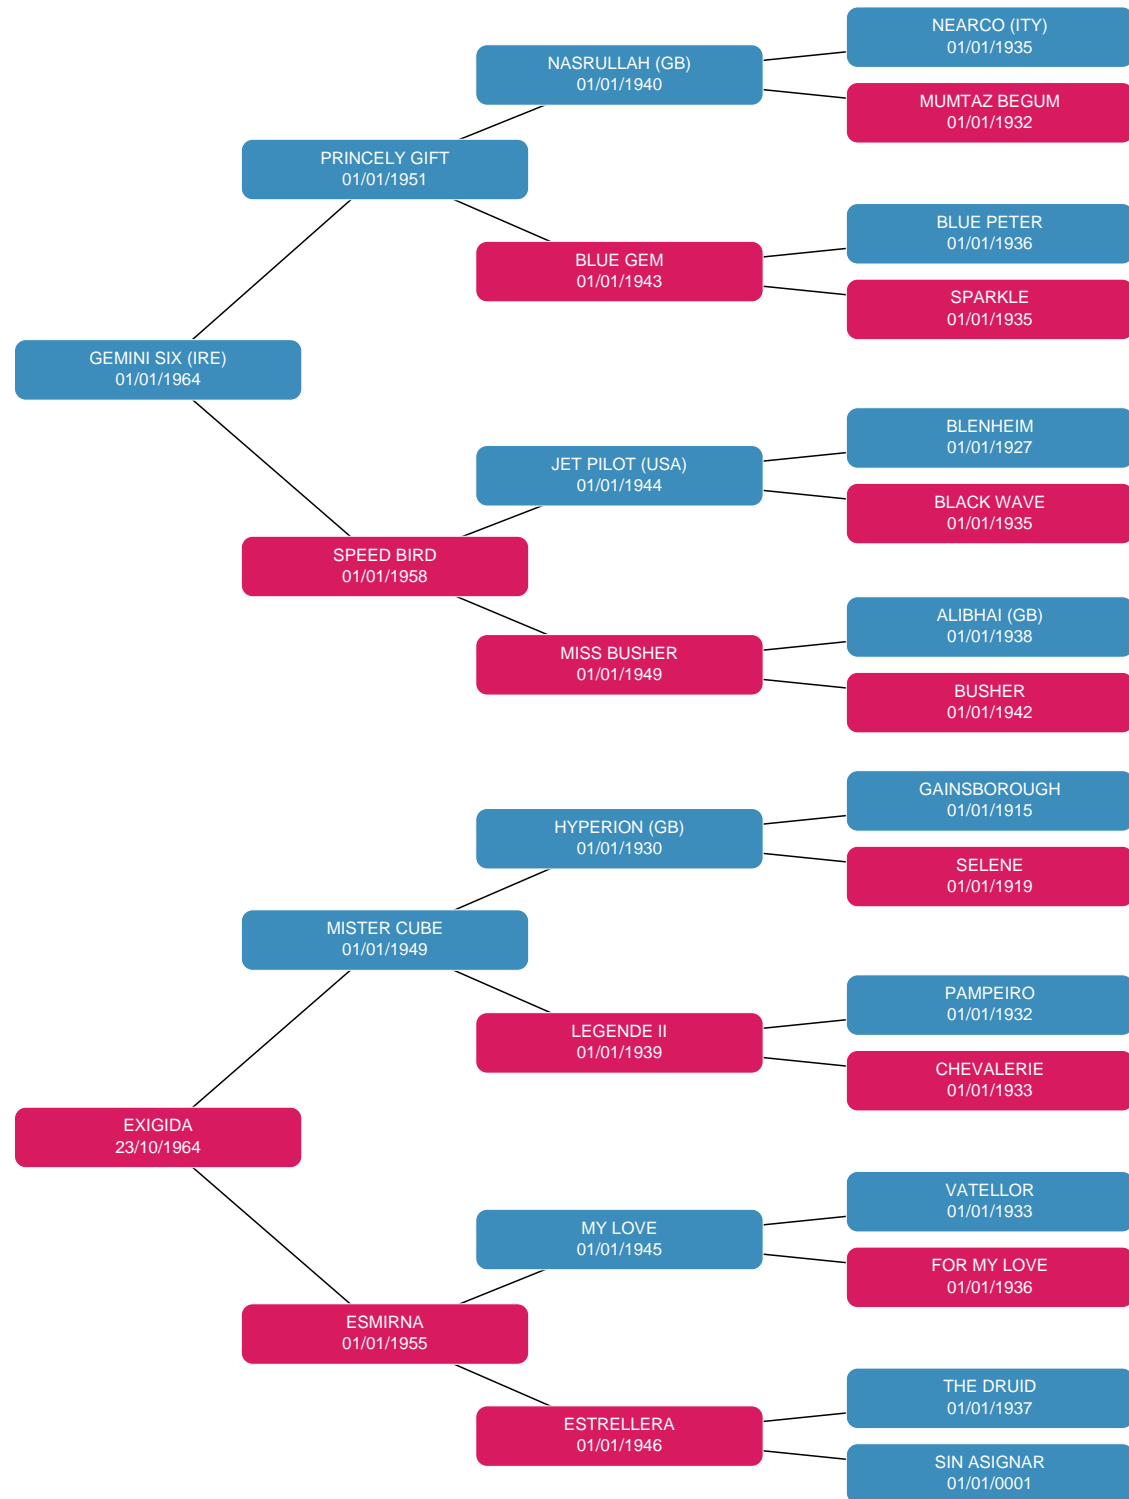 NEARCO (ITY)
01/01/1935
NASRULLAH (GB)
01/01/1940
MUMTAZ BEGUM
01/01/1932
PRINCELY GIFT
01/01/1951
BLUE PETER
01/01/1936
BLUE GEM
01/01/1943
SPARKLE
01/01/1935
GEMINI SIX (IRE)
01/01/1964
BLENHEIM
01/01/1927
JET PILOT (USA)
01/01/1944
BLACK WAVE
01/01/1935
SPEED BIRD
01/01/1958
ALIBHAI (GB)
01/01/1938
MISS BUSHER
01/01/1949
BUSHER
01/01/1942
GAINSBOROUGH
01/01/1915
HYPERION (GB)
01/01/1930
SELENE
01/01/1919
MISTER CUBE
01/01/1949
PAMPEIRO
01/01/1932
LEGENDE II
01/01/1939
CHEVALERIE
01/01/1933
EXIGIDA
23/10/1964
VATELLOR
01/01/1933
MY LOVE
01/01/1945
FOR MY LOVE
01/01/1936
ESMIRNA
01/01/1955
THE DRUID
01/01/1937
ESTRELLERA
01/01/1946
SIN ASIGNAR
01/01/0001